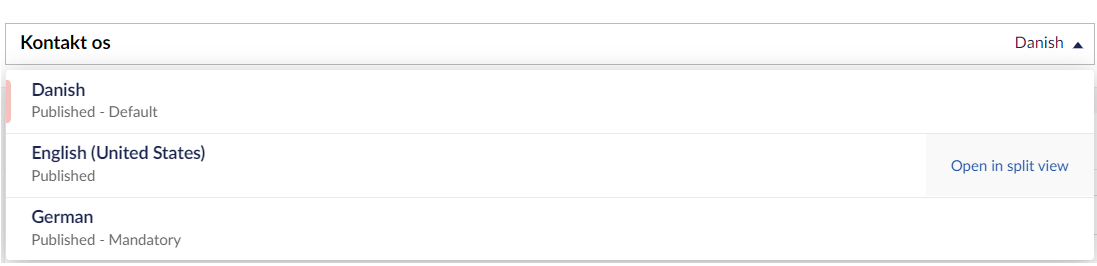 Kontakt os
Danish
Danish
Published - Default
English (United States)
Published
Open in split view
German
Published - Mandatory